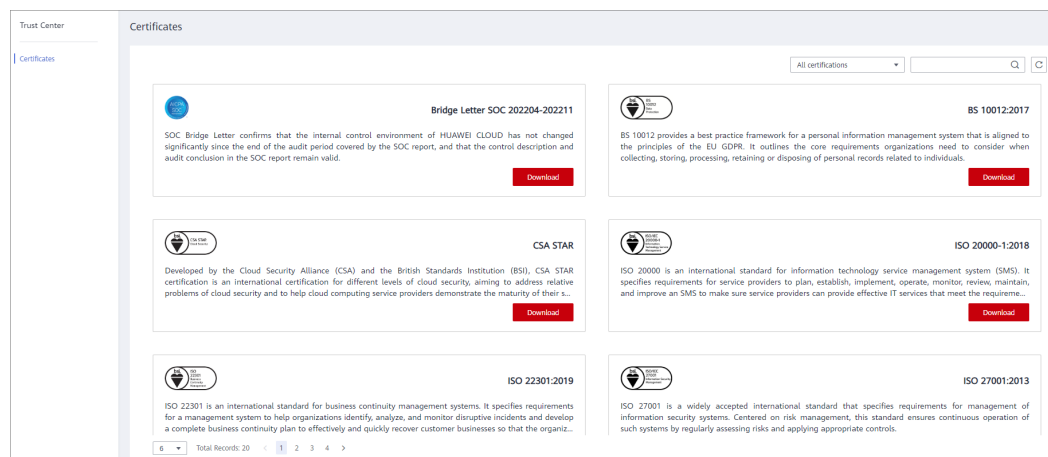 Trust Center
Certificates
Certificates
All certifications
Bridge Letter SOC 202204-202211
SOC Bridge Letter confirms that the internal control environment of HUAWEI CLOUD has not changed
significantly since the end of the audit period covered by the SOC report, and that the control description and
audit conclusion in the SOC report remain valid.
Download
BS 10012:2017
BS 10012 provides a best practice framework for a personal information management system that is aligned to
the principles of the EU GDPR. It outlines the core requirements organizations need to consider when
collecting, storing, processing, retaining or disposing of personal records related to individuals.
Download
CSA STAR
CSA STAR
Developed by the Cloud Security Alliance (CSA) and the British Standards Institution (BSI), CSA STAR
certification is an international certification for different levels of cloud security, aiming to address relative
problems of cloud security and to help cloud computing service providers demonstrate the maturity of their s...
Download
ISO 20000-1:2018
ISO 20000 is an international standard for information technology service management system (SMS). It
specifies requirements for service providers to plan, establish, implement, operate, monitor, review, maintain,
and improve an SMS to make sure service providers can provide effective IT services that meet the requireme...
Download
ISO 22301:2019
ISO 22301 is an international standard for business continuity management systems. It specifies requirements
for a management system to help organizations identify, analyze, and monitor disruptive incidents and develop
a complete business continuity plan to effectively and quickly recover customer businesses so that the organiz...
ISO 27001:2013
ISO 27001 is a widely accepted international standard that specifies requirements for management of
information security systems. Centered on risk management, this standard ensures continuous operation of
such systems by regularly assessing risks and applying appropriate controls.
6 Total Records: 20 < 1 2 3 4 >